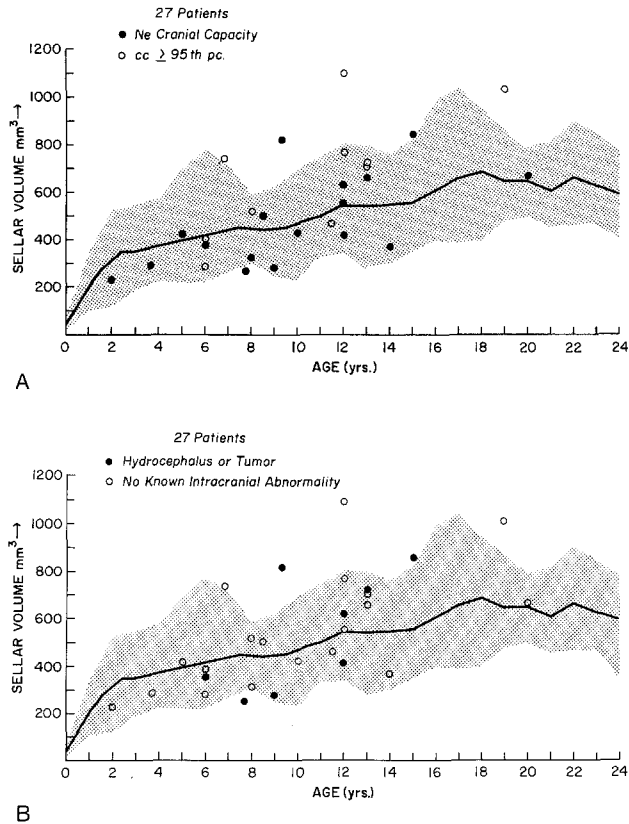 27 Patients
● Ne Cranial Capacity
○ cc ≥ 95th pc.
1200
1000
800
600
400
200
SELLAR VOLUME mm³→
0 2 4 6 8 10 12 14 16 18 20 22 24
AGE (yrs.)
A
27 Patients
● Hydrocephalus or Tumor
○ No Known Intracranial Abnormality
1200
1000
800
600
400
200
SELLAR VOLUME mm³→
0 2 4 6 8 10 12 14 16 18 20 22 24
AGE (yrs.)
B